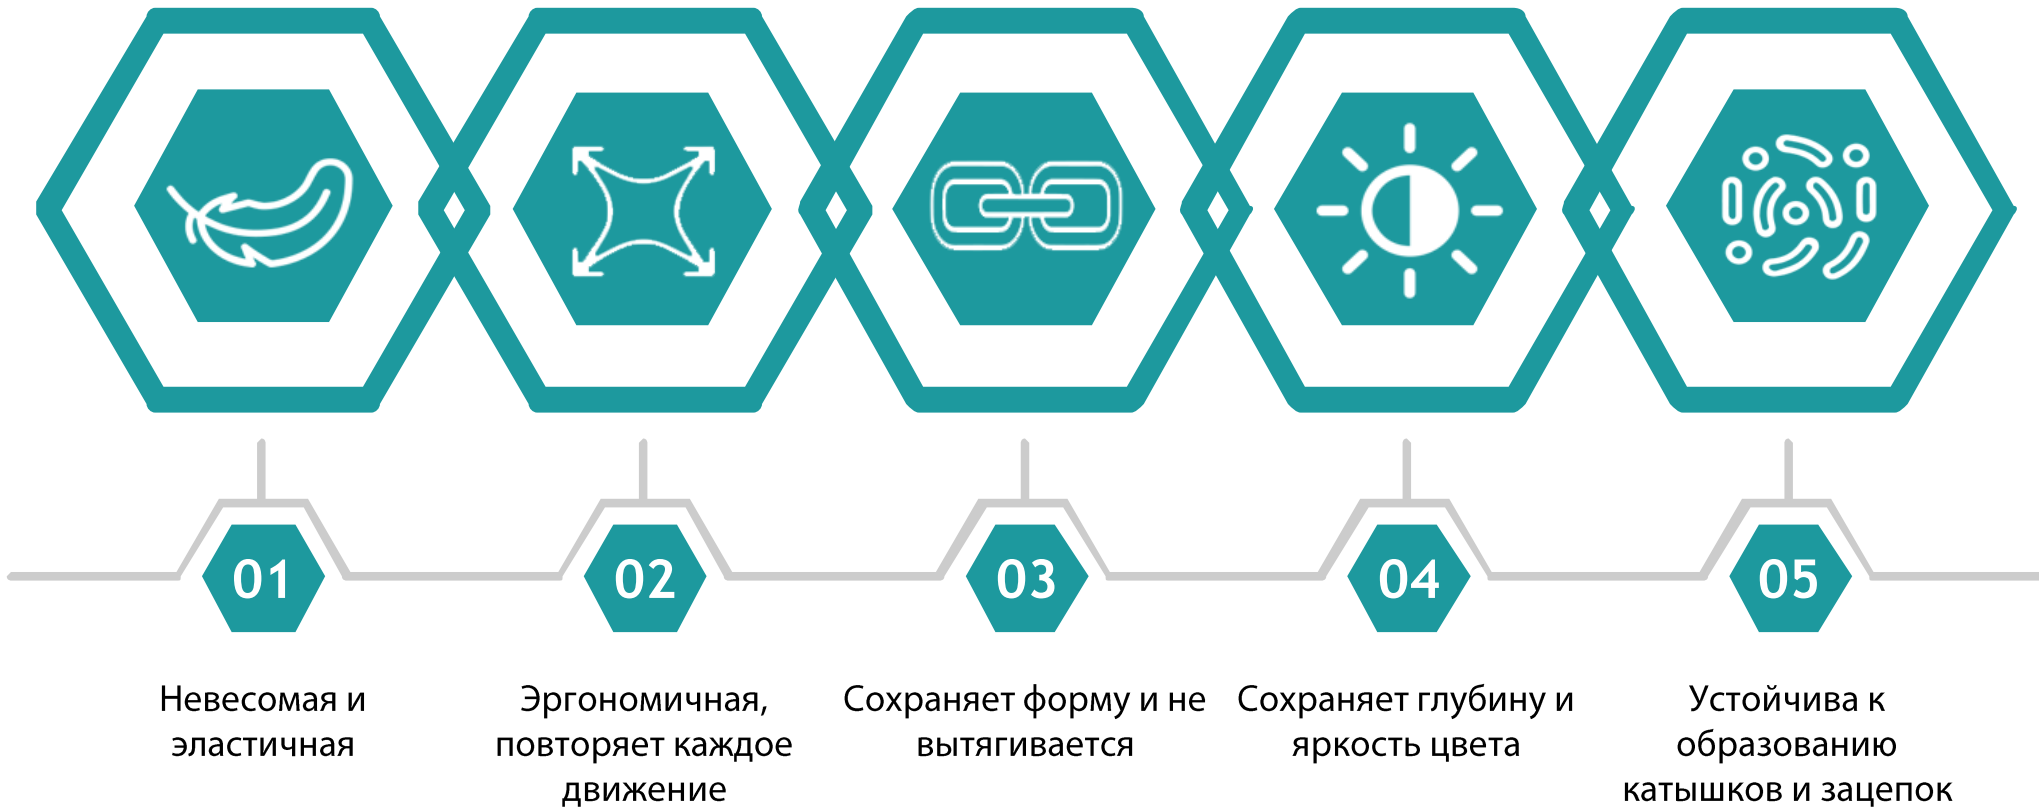 01
Невесомая и
эластичная
02
Эргономичная,
повторяет каждое
движение
03
Сохраняет форму и не
вытягивается
04
Сохраняет глубину и
яркость цвета
05
Устойчива к
образованию
катышков и зацепок